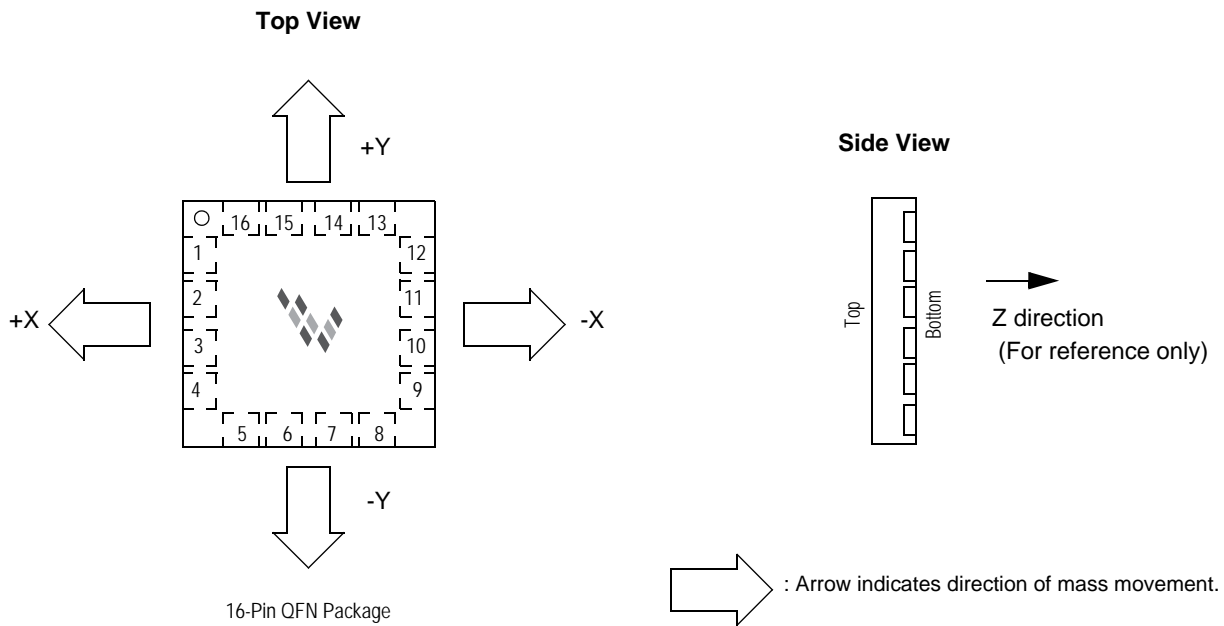 Top View
+Y
16 15 14 13
1
2
3
4
12
11
10
9
5 6 7 8
+X
-X
-Y
16-Pin QFN Package
Side View
Top
Bottom
Z direction
(For reference only)
: Arrow indicates direction of mass movement.